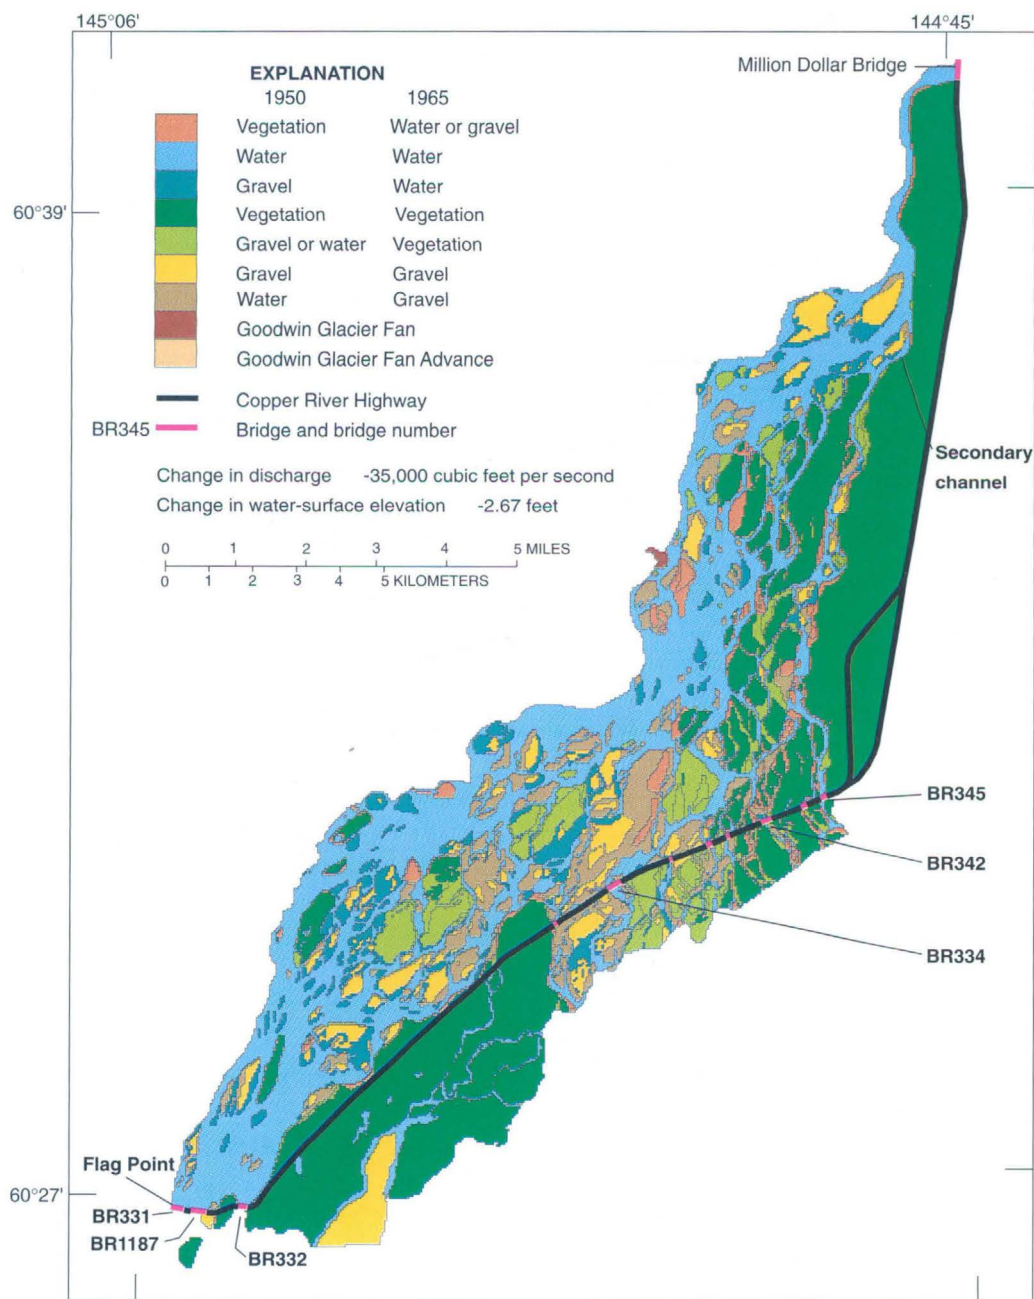 145°06'
144°45'
Million Dollar Bridge
EXPLANATION
1950 1965
Vegetation Water or gravel
Water Water
Gravel Water
Vegetation Vegetation
Gravel or water Vegetation
Gravel Gravel
Water Gravel
Goodwin Glacier Fan
Goodwin Glacier Fan Advance
Copper River Highway
BR345 Bridge and bridge number
Change in discharge -35,000 cubic feet per second
Change in water-surface elevation -2.67 feet
0 1 2 3 4 5 MILES
0 1 2 3 4 5 KILOMETERS
60°39'
Secondary
channel
BR345
BR342
BR334
Flag Point
60°27'
BR331
BR1187
BR332